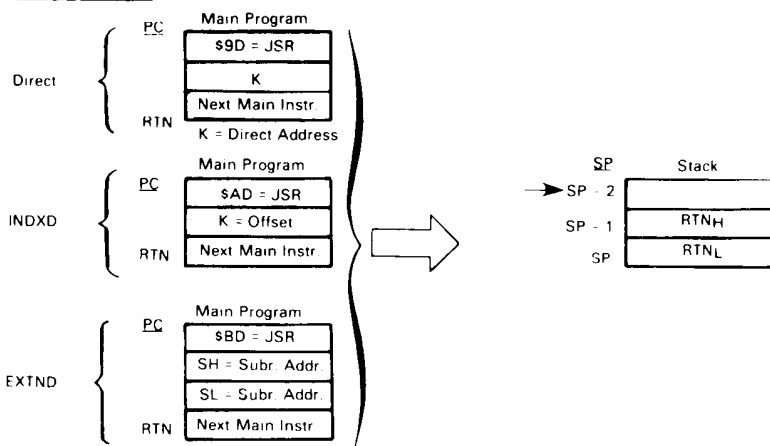 PC
Main Program
$9D = JSR
Direct
K
Next Main Instr.
RTN
K = Direct Address
Main Program
PC
$AD = JSR
INDXD
K = Offset
RTN
Next Main Instr.
Main Program
PC
$BD = JSR
SH = Subr. Addr.
EXTND
SL = Subr. Addr.
RTN
Next Main Instr
SP
Stack
SP - 2
SP - 1
RTNH
SP
RTNL